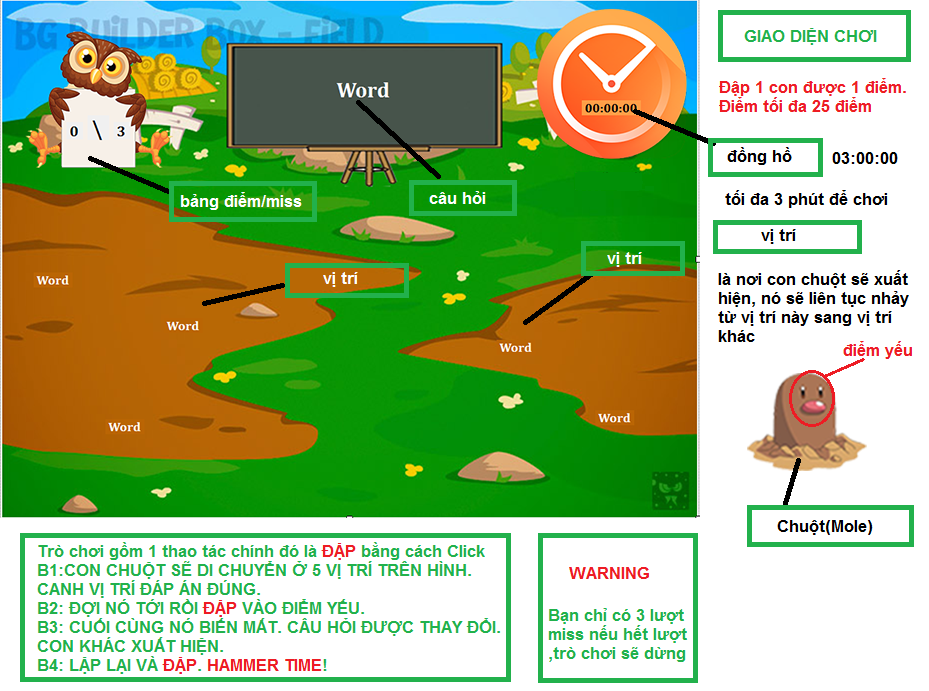 BG BUILDER BOX - FIELD
GIAO DIỆN CHƠI
Đập 1 con được 1 điểm.
Điểm tối đa 25 điểm
Word
00:00:00
0 \ 3
đồng hồ
03:00:00
bảng điểm/miss
câu hỏi
tối đa 3 phút để chơi
vị trí
vị trí
vị trí
Word
là nơi con chuột sẽ xuất
hiện, nó sẽ liên tục nhảy
từ vị trí này sang vị trí
khác
Word
Word
điểm yếu
Word
Word
Chuột(Mole)
Trò chơi gồm 1 thao tác chính đó là ĐẬP bằng cách Click
B1:CON CHUỘT SẼ DI CHUYỂN Ở 5 VỊ TRÍ TRÊN HÌNH.
CANH VỊ TRÍ ĐÁP ÁN ĐÚNG.
B2: ĐỢI NÓ TỚI RỒI ĐẬP VÀO ĐIỂM YẾU.
B3: CUỐI CÙNG NÓ BIẾN MẤT. CÂU HỎI ĐƯỢC THAY ĐỔI.
CON KHÁC XUẤT HIỆN.
B4: LẬP LẠI VÀ ĐẬP. HAMMER TIME!
WARNING
Bạn chỉ có 3 lượt
miss nếu hết lượt
,trò chơi sẽ dừng